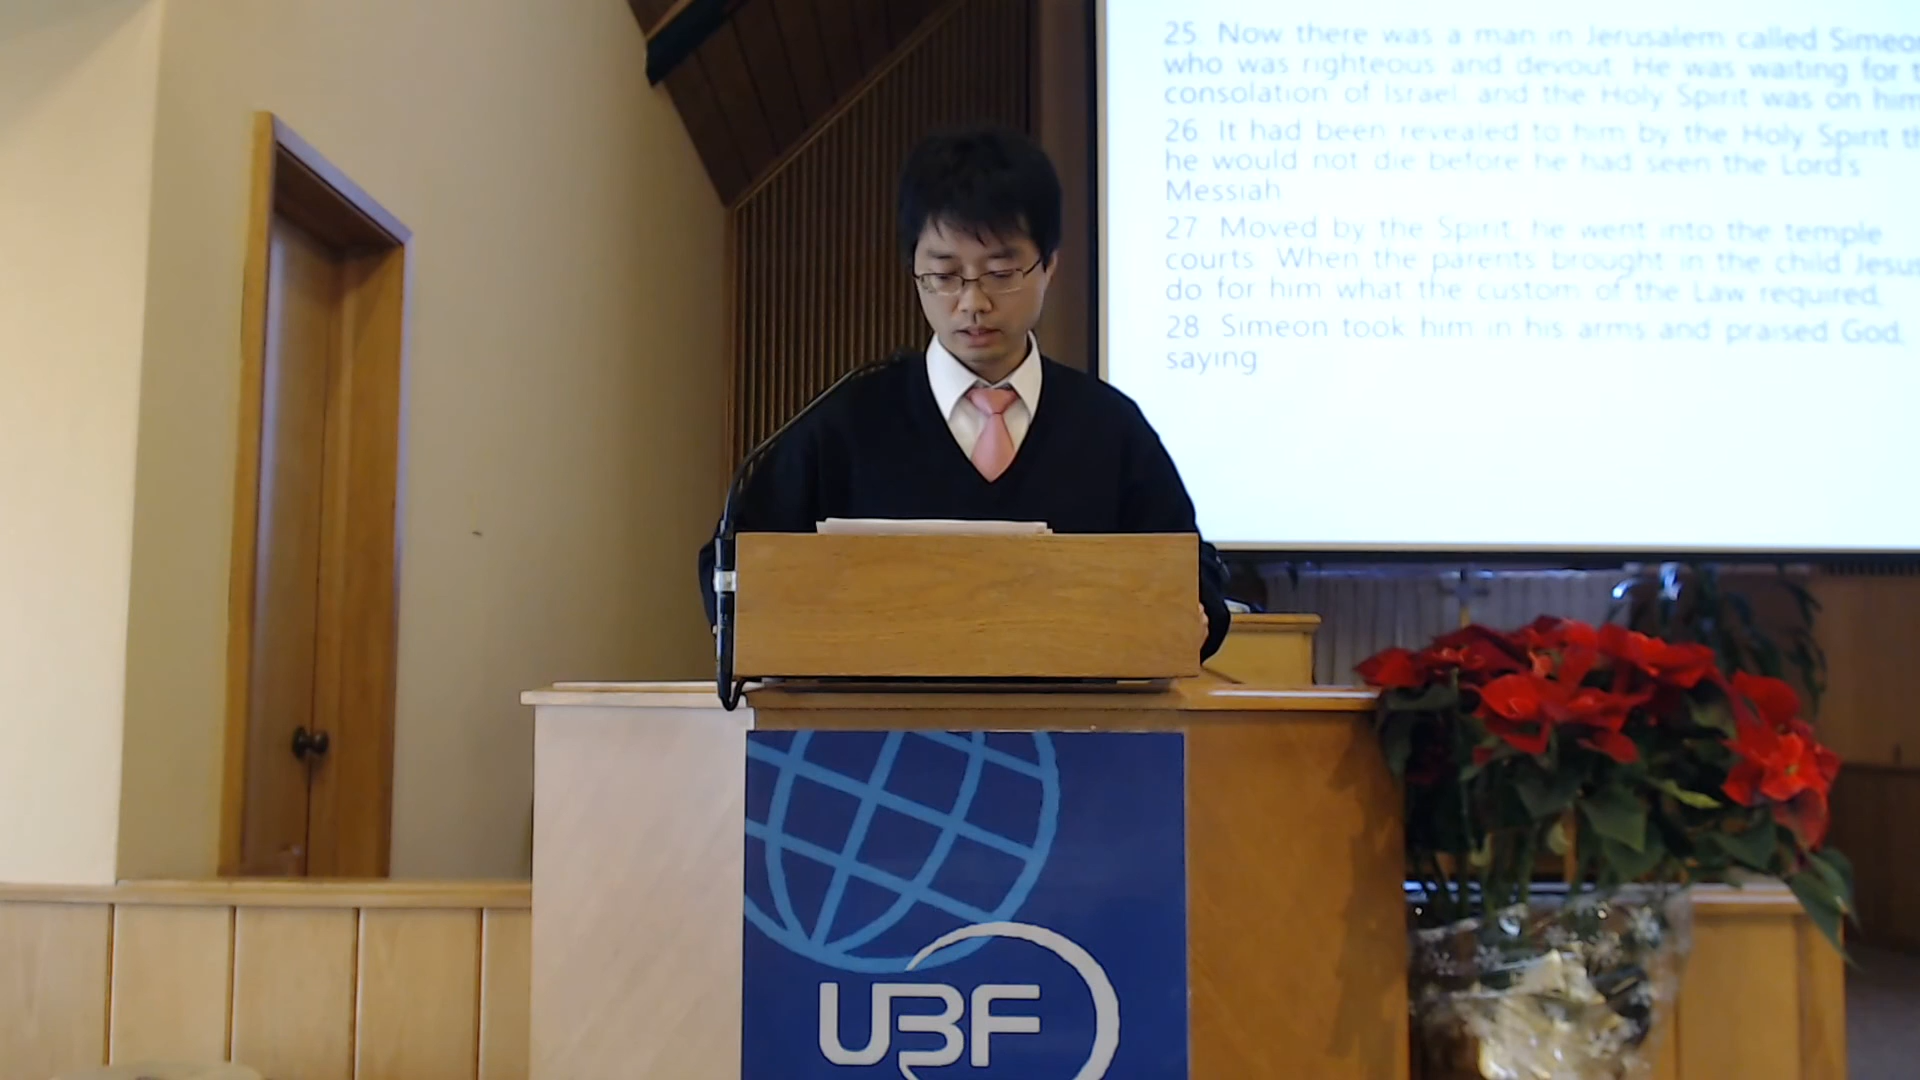 25 Now there was a man in Jerusalem called Simeon
who was righteous and devout. He was waiting for
consolation of Israel, and the Holy Spirit was on him
26 It had been revealed to him by the Holy Spirit
he would not die before he had seen the Lord's
Messiah
27 Moved by the Spirit, he went into the temple
courts. When the parents brought in the child Jesus
do for him what the custom of the Law required,
28 Simeon took him in his arms and praised God,
saying
UBF